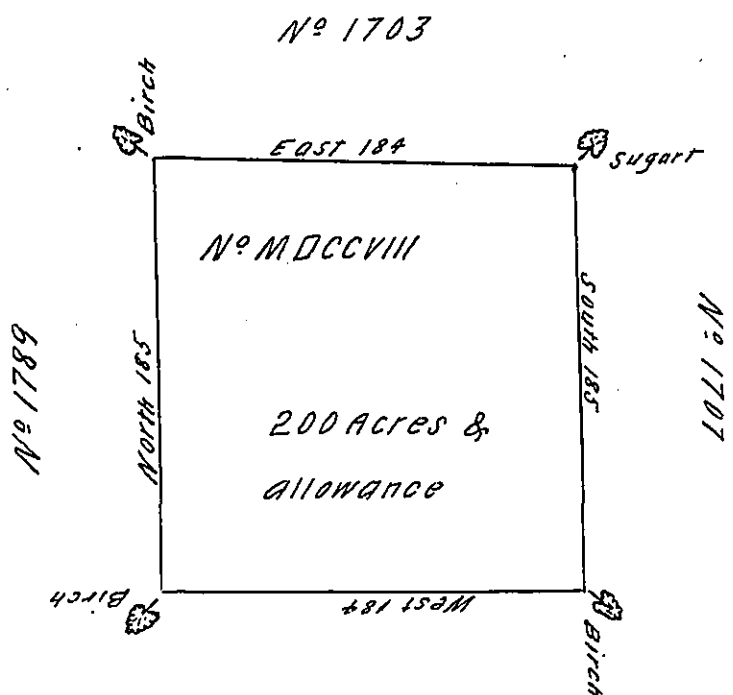 Nº 1703
Birch
East 184
Sugart
Nº MDCCVIII
South 185
Nº 1707
Nº 1789
North 185
200 Acres &
allowance
Birch
West 184
Birch